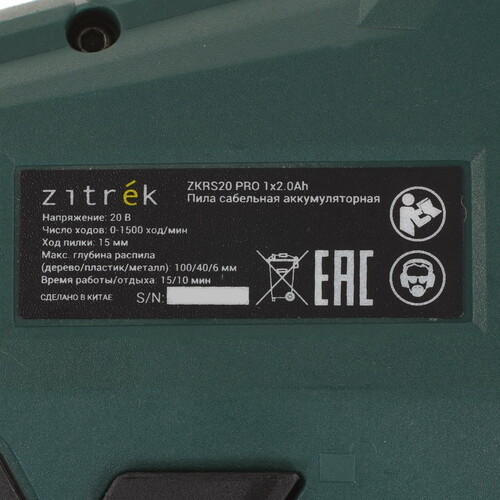 zıtrék
ZKRS20 PRO 1x2.0Ah
Пила сабельная аккумуляторная
Напряжение: 20 В
Число ходов: 0-1500 ход/мин
Ход пилки: 15 мм
Макс. глубина распила
(дерево/пластик/металл): 100/40/6 мм
Время работы/отдыха: 15/10 мин
СДЕЛАНО В КИТАЕ
S/N:
EAC